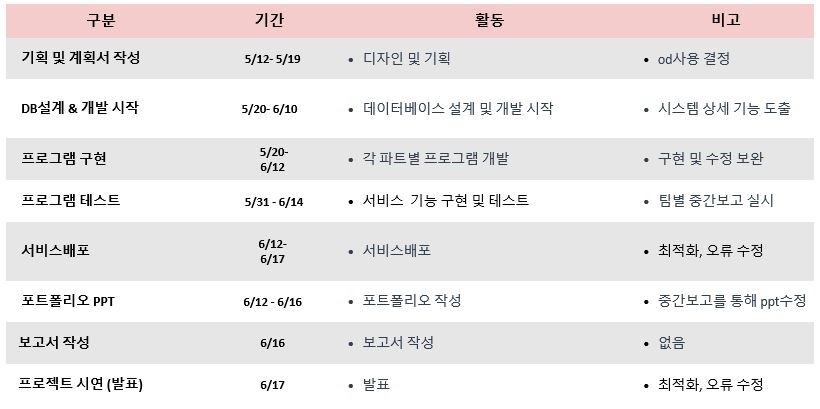 구분 기간 활동 비고
기획 및 계획서 작성 5/12- 5/19 • 디자인 및 기획 • od사용 결정
DB설계 & 개발 시작 5/20- 6/10 • 데이터베이스 설계 및 개발 시작 • 시스템 상세 기능 도출
프로그램 구현 5/20-
6/12 • 각 파트별 프로그램 개발 • 구현 및 수정 보완
프로그램 테스트 5/31 - 6/14 • 서비스 기능 구현 및 테스트 • 팀별 중간보고 실시
서비스배포 6/12-
6/17 • 서비스배포 • 최적화, 오류 수정
포트폴리오 PPT 6/12 - 6/16 • 포트폴리오 작성 • 중간보고를 통해 ppt수정
보고서 작성 6/16 • 보고서 작성 • 없음
프로젝트 시연 (발표) 6/17 • 발표 • 최적화, 오류 수정